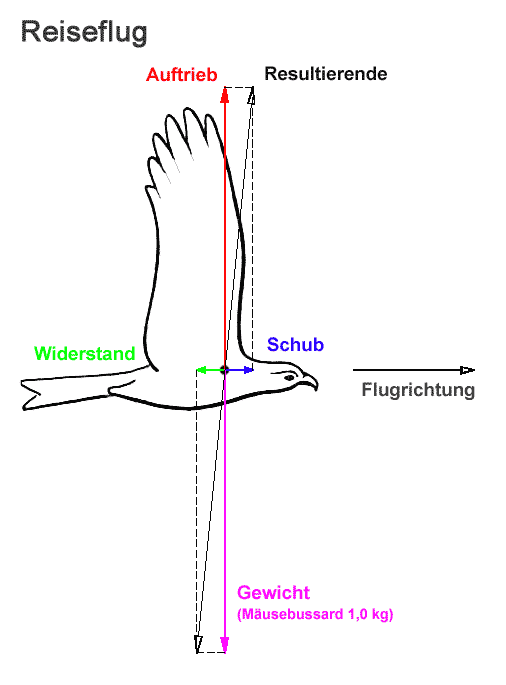 Reiseflug
Auftrieb
Resultierende
Widerstand
Schub
Flugrichtung
Gewicht
(Mäusebussard 1,0 kg)